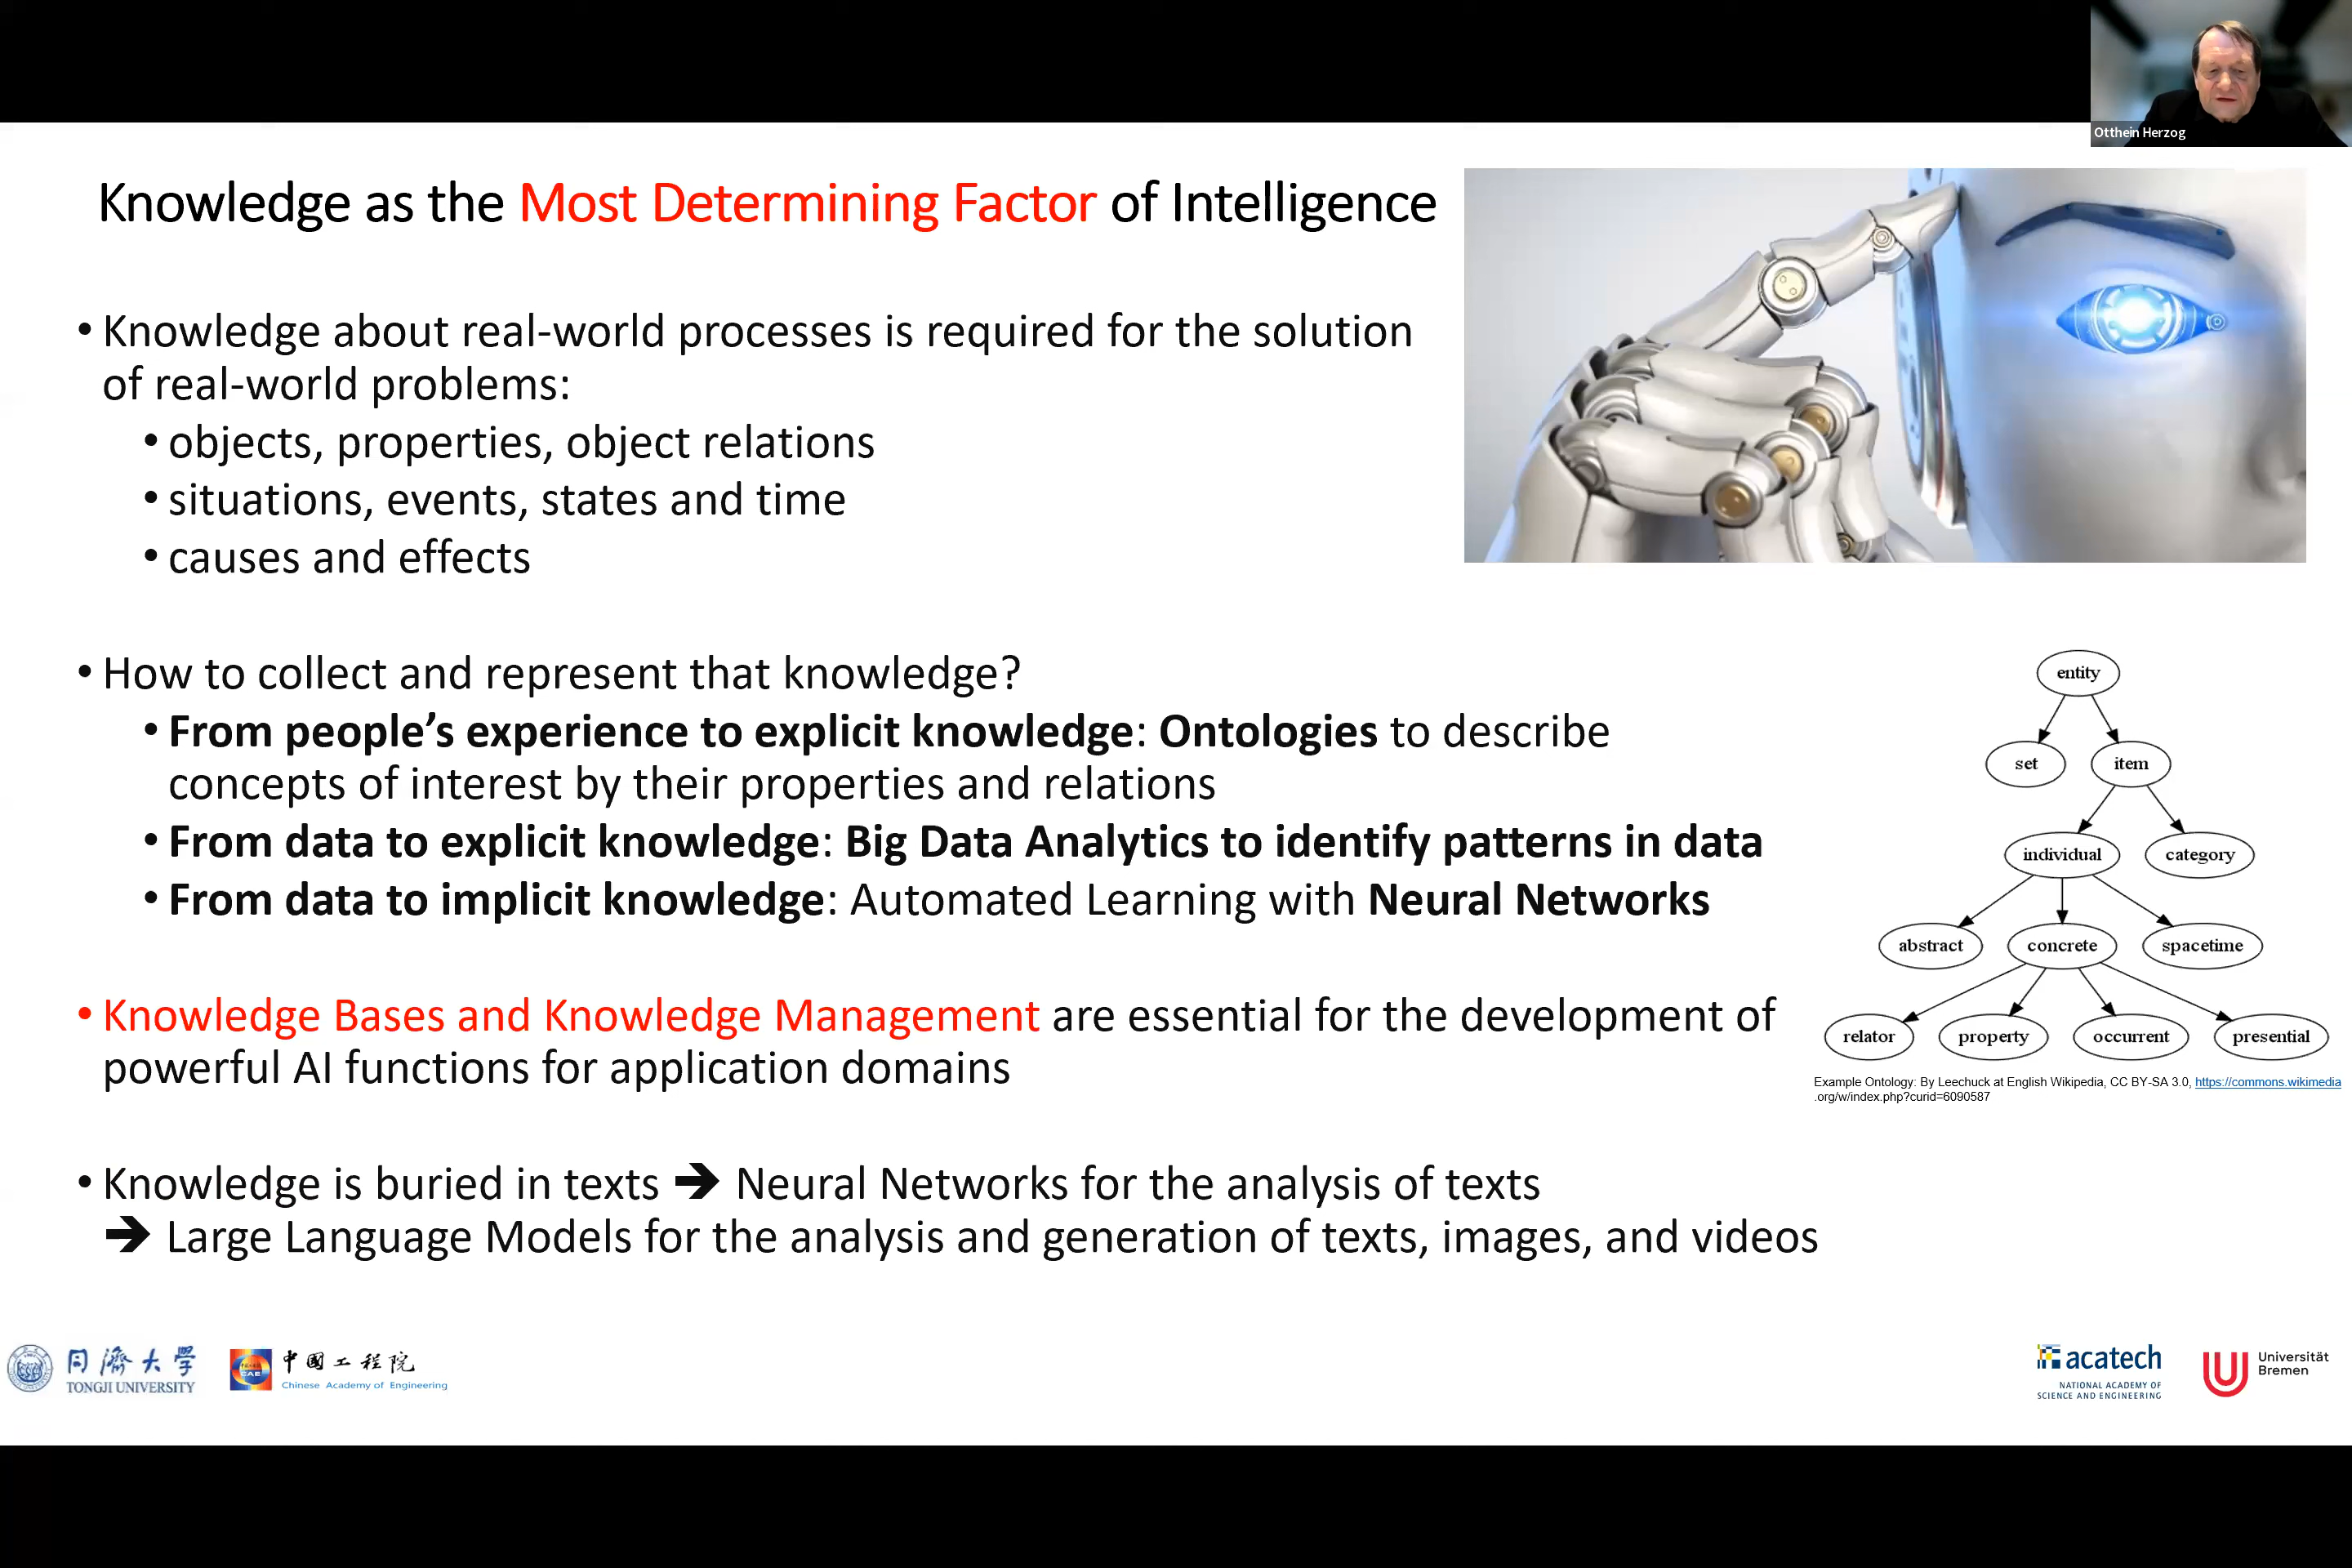 Otthein Herzog
Knowledge as the Most Determining Factor of Intelligence
• Knowledge about real-world processes is required for the solution
of real-world problems:
• objects, properties, object relations
• situations, events, states and time
• causes and effects
• How to collect and represent that knowledge?
• From people’s experience to explicit knowledge: Ontologies to describe
concepts of interest by their properties and relations
• From data to explicit knowledge: Big Data Analytics to identify patterns in data
• From data to implicit knowledge: Automated Learning with Neural Networks
• Knowledge Bases and Knowledge Management are essential for the development of
powerful AI functions for application domains
• Knowledge is buried in texts ➔ Neural Networks for the analysis of texts
➔ Large Language Models for the analysis and generation of texts, images, and videos
entity
set item
individual category
abstract concrete spacetime
relator property occurrent presential
Example Ontology: By Leechuck at English Wikipedia, CC BY-SA 3.0, https://commons.wikimedia
.org/w/index.php?curid=6090587
同濟大学
TONGJI UNIVERSITY
CAE
中國工程院
Chinese Academy of Engineering
acatech
NATIONAL ACADEMY OF
SCIENCE AND ENGINEERING
Universität
Bremen